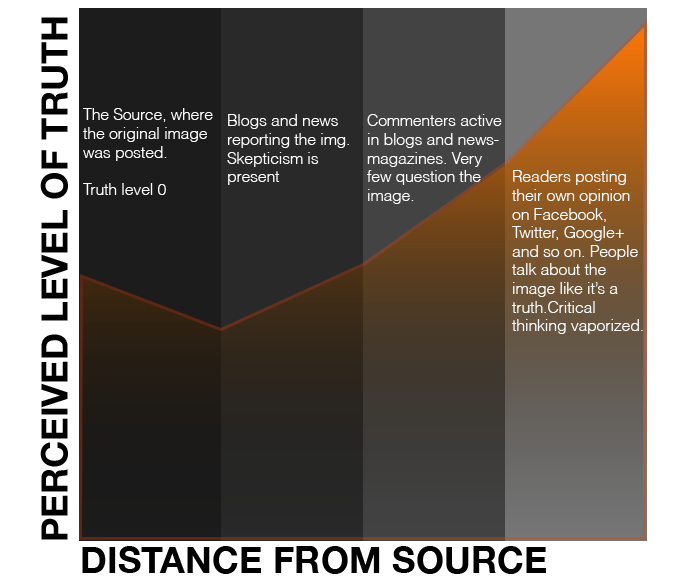 PERCEIVED LEVEL OF TRUTH
The Source, where
the original image
was posted.
Truth level 0
Blogs and news
reporting the img.
Skepticism is
present
Commenters active
in blogs and news-
magazines. Very
few question the
image.
Readers posting
their own opinion
on Facebook,
Twitter, Google+
and so on. People
talk about the
image like it's a
truth.Critical
thinking vaporized.
DISTANCE FROM SOURCE